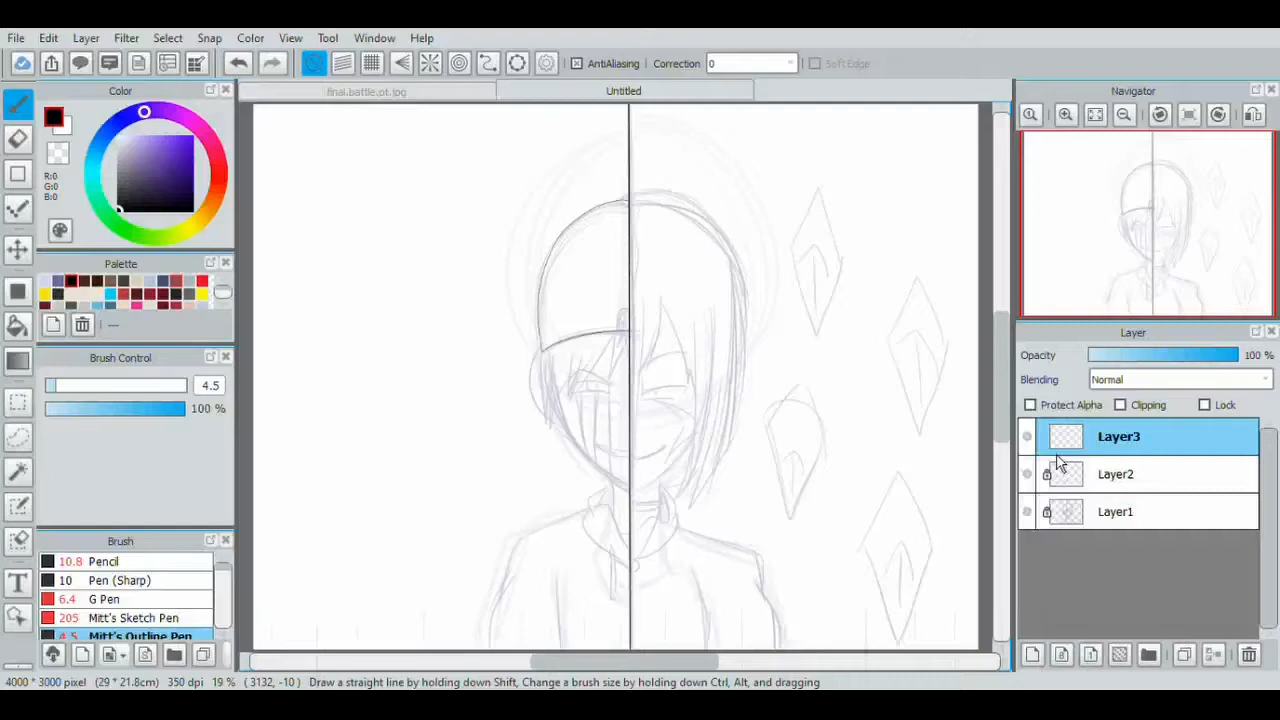 File Edit Layer Filter Select Snap Color View Tool Window Help
AntiAliasing Correction 0 Soft Edge
Color
final.battle.pt.jpg Untitled
Navigator
R:0
G:0
B:0
Palette
---
Brush Control
4.5
100 %
Layer
Opacity 100 %
Blending Normal
Protect Alpha Clipping Lock
Layer3
Layer2
Layer1
Brush
10.8 Pencil
10 Pen (Sharp)
6.4 G Pen
205 Mitt's Sketch Pen
4.5 Mitt's Outline Pen
4000 * 3000 pixel (29 * 21.8cm) 350 dpi 19 % ( 3132, -10 ) Draw a straight line by holding down Shift, Change a brush size by holding down Ctrl, Alt, and dragging